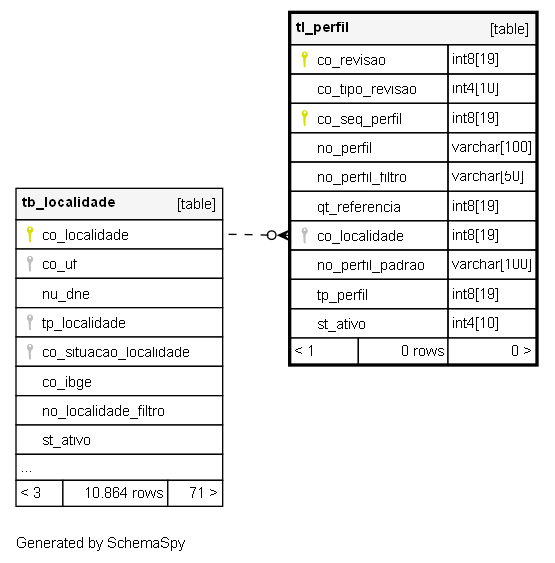 tl_perfil [table]
co_revisao int8[19]
co_tipo_revisao int4[10]
co_seq_perfil int8[19]
no_perfil varchar[100]
no_perfil_filtro varchar[50]
qt_referencia int8[19]
co_localidade int8[19]
no_perfil_padrao varchar[100]
tp_perfil int8[19]
st_ativo int4[10]
< 1 0 rows 0 >
tb_localidade [table]
co_localidade
co_uf
nu_dne
tp_localidade
co_situacao_localidade
co_ibge
no_localidade_filtro
st_ativo
...
< 3 10.864 rows 71 >
Generated by SchemaSpy